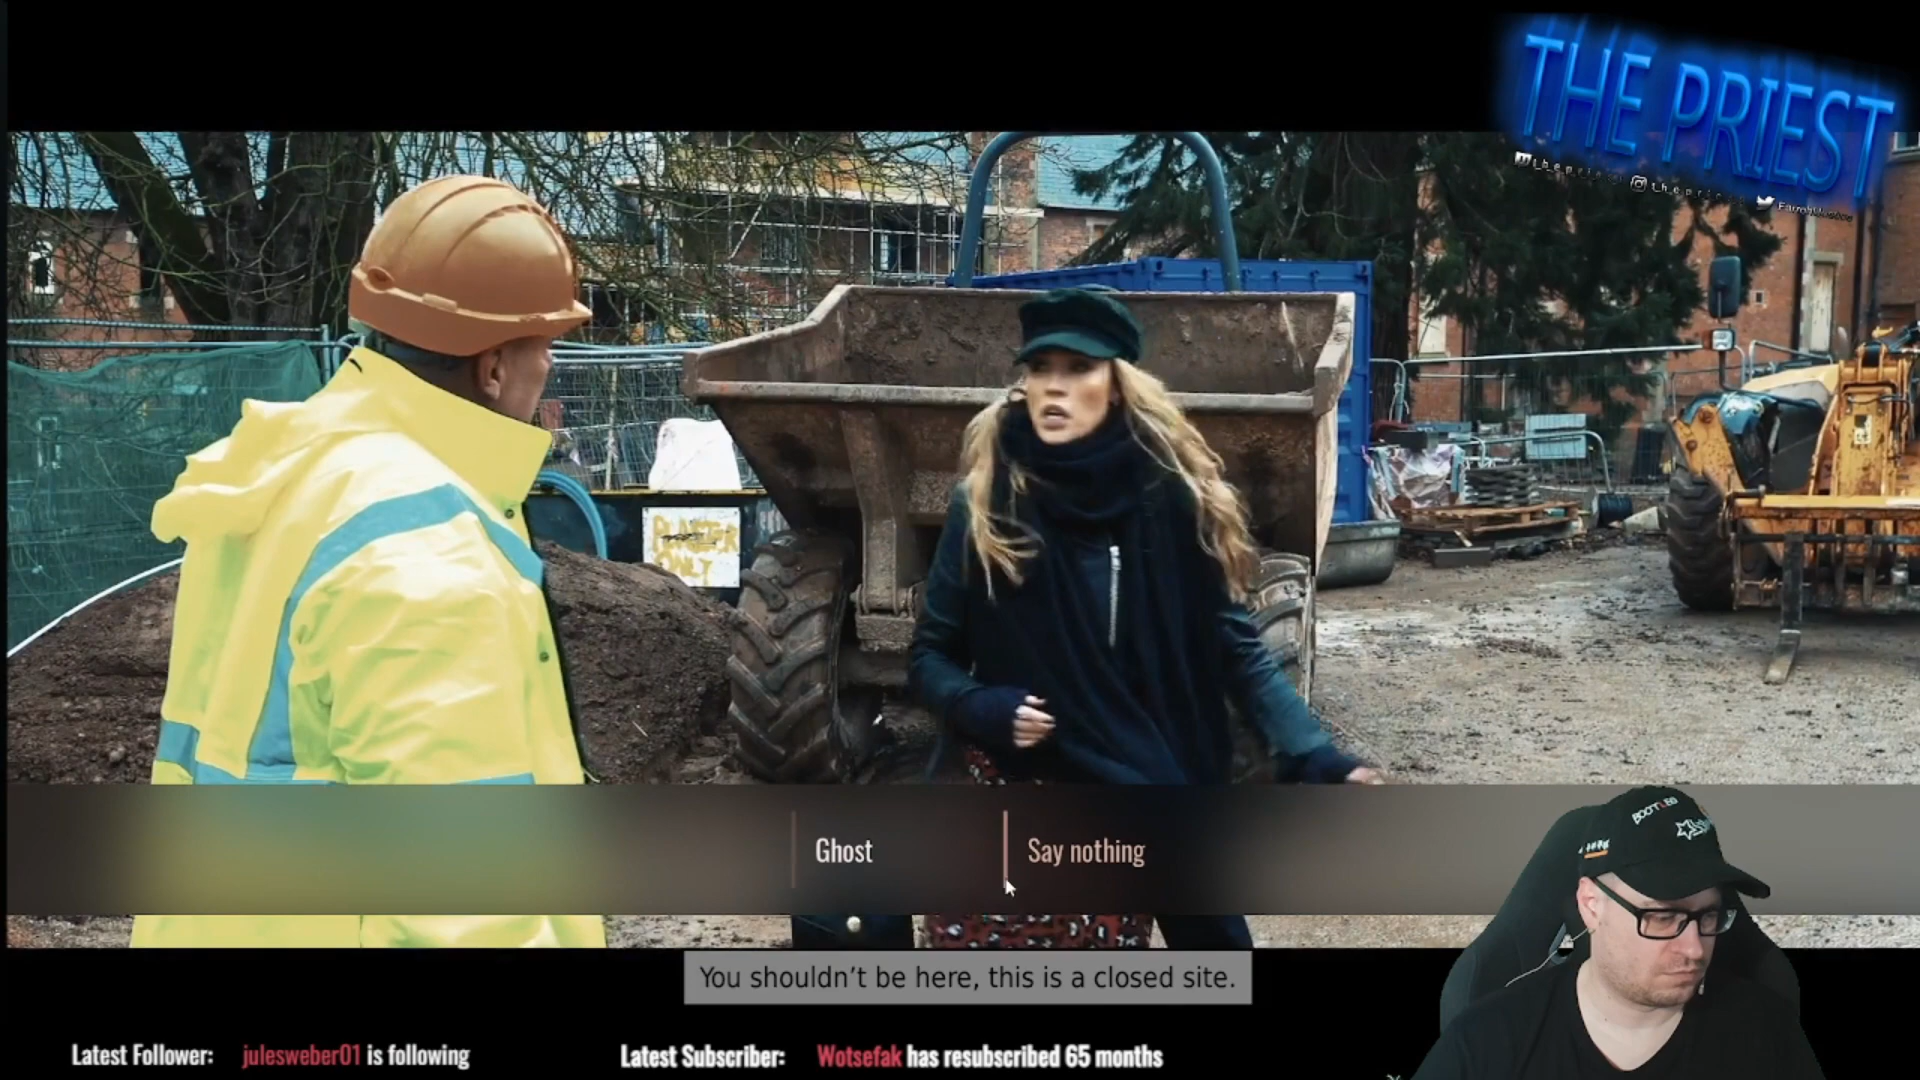 THE PRIEST
PLASTER
ONLY
BOOTLEG
Ghost
Say nothing
You shouldn’t be here, this is a closed site.
Latest Follower: julesweber01 is following
Latest Subscriber: Wotsefak has resubscribed 65 months